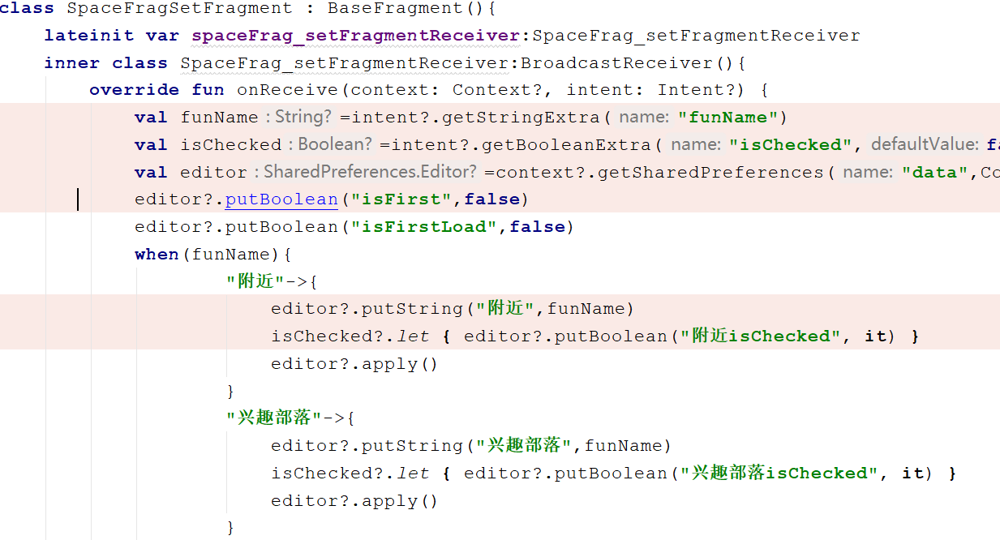 class SpaceFragSetFragment : BaseFragment(){
lateinit var spaceFrag_setFragmentReceiver:SpaceFrag_setFragmentReceiver
inner class SpaceFrag_setFragmentReceiver:BroadcastReceiver(){
override fun onReceive(context: Context?, intent: Intent?) {
val funName : String? =intent?.getStringExtra( name: "funName")
val isChecked : Boolean? =intent?.getBooleanExtra( name: "isChecked", defaultValue: fa
val editor : SharedPreferences.Editor? =context?.getSharedPreferences( name: "data",Co
editor?.putBoolean("isFirst",false)
editor?.putBoolean("isFirstLoad",false)
when(funName){
"附近"->{
editor?.putString("附近",funName)
isChecked?.let { editor?.putBoolean("附近isChecked", it) }
editor?.apply()
}
"兴趣部落"->{
editor?.putString("兴趣部落",funName)
isChecked?.let { editor?.putBoolean("兴趣部落isChecked", it) }
editor?.apply()
}